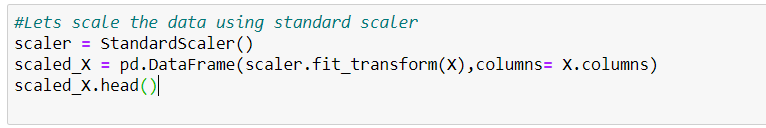 #Lets scale the data using standard scaler
scaler = StandardScaler()
scaled_X = pd.DataFrame(scaler.fit_transform(X),columns= X.columns)
scaled_X.head()